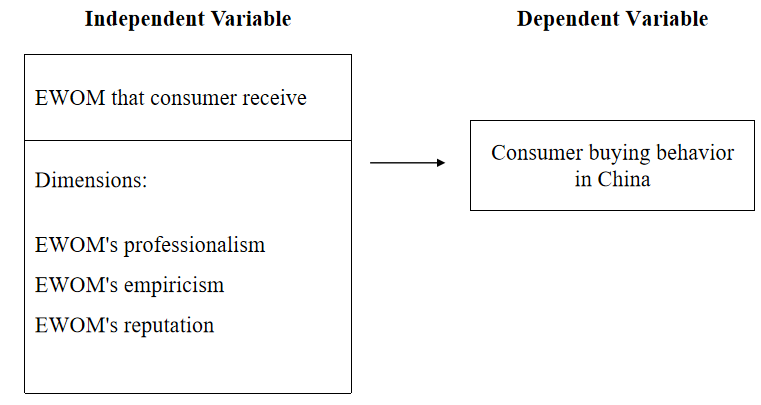 Independent Variable
Dependent Variable
EWOM that consumer receive
Dimensions:
EWOM's professionalism
EWOM's empiricism
EWOM's reputation
Consumer buying behavior
in China